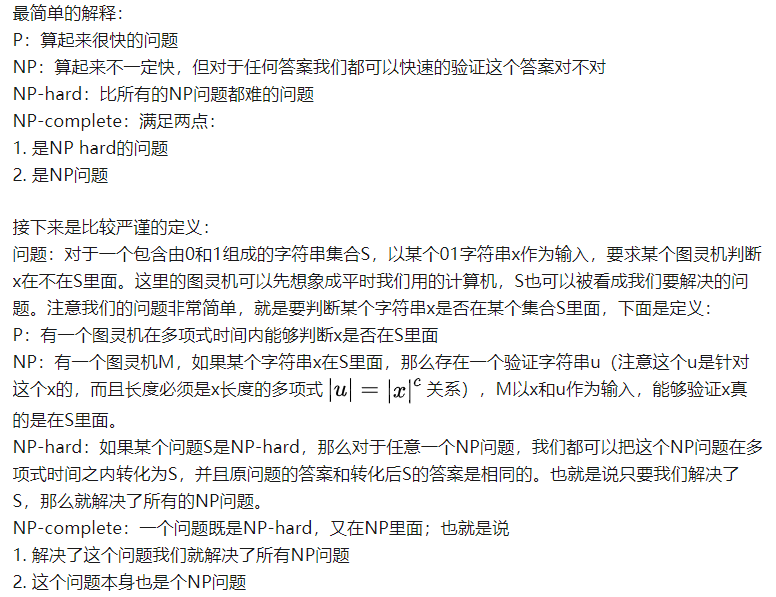 最简单的解释：
P：算起来很快的问题
NP：算起来不一定快，但对于任何答案我们都可以快速的验证这个答案对不对
NP-hard：比所有的NP问题都难的问题
NP-complete：满足两点：
1. 是NP hard的问题
2. 是NP问题
接下来是比较严谨的定义：
问题：对于一个包含由0和1组成的字符串集合S，以某个01字符串x作为输入，要求某个图灵机判断
x在不在S里面。这里的图灵机可以先想象成平时我们用的计算机，S也可以被看成我们要解决的问
题。注意我们的问题非常简单，就是要判断某个字符串x是否在某个集合S里面，下面是定义：
P：有一个图灵机在多项式时间内能够判断x是否在S里面
NP：有一个图灵机M，如果某个字符串x在S里面，那么存在一个验证字符串u（注意这个u是针对
这个x的，而且长度必须是x长度的多项式 |u| = |x|^c 关系），M以x和u作为输入，能够验证x真
的是在S里面。
NP-hard：如果某个问题S是NP-hard，那么对于任意一个NP问题，我们都可以把这个NP问题在多
项式时间之内转化为S，并且原问题的答案和转化后S的答案是相同的。也就是说只要我们解决了
S，那么就解决了所有的NP问题。
NP-complete：一个问题既是NP-hard，又在NP里面；也就是说
1. 解决了这个问题我们就解决了所有NP问题
2. 这个问题本身也是个NP问题